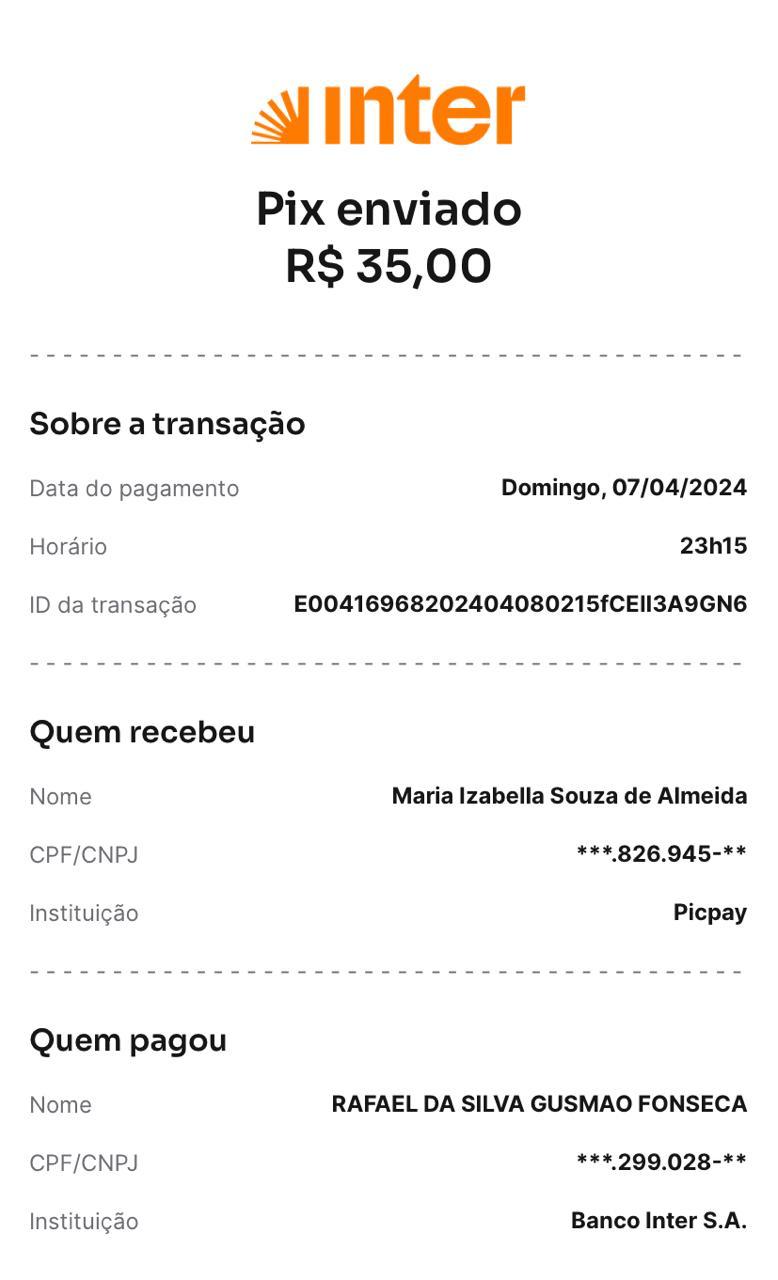 inter
Pix enviado
R$ 35,00
Sobre a transação
Data do pagamento Domingo, 07/04/2024
Horário 23h15
ID da transação E00416968202404080215fCEIl3A9GN6
Quem recebeu
Nome Maria Izabella Souza de Almeida
CPF/CNPJ ***.826.945-**
Instituição Picpay
Quem pagou
Nome RAFAEL DA SILVA GUSMAO FONSECA
CPF/CNPJ ***.299.028-**
Instituição Banco Inter S.A.